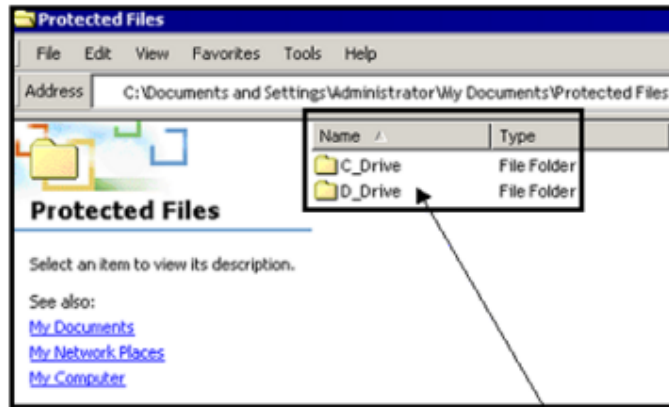 Protected Files
File Edit View Favorites Tools Help
Address C:\Documents and Settings\Administrator\My Documents\Protected Files
Name Type
C_Drive File Folder
D_Drive File Folder
Protected Files
Select an item to view its description.
See also:
My Documents
My Network Places
My Computer